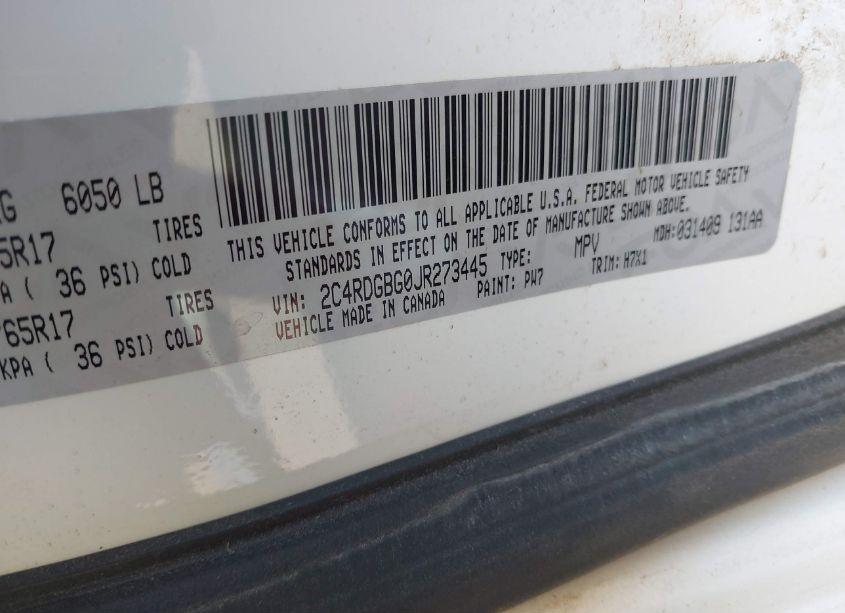 G 6050 LB
5R17 TIRES
A ( 36 PSI) COLD
65R17 TIRES
KPA ( 36 PSI) COLD
THIS VEHICLE CONFORMS TO ALL APPLICABLE U.S.A. FEDERAL MOTOR VEHICLE SAFETY
STANDARDS IN EFFECT ON THE DATE OF MANUFACTURE SHOWN ABOVE.
VIN: 2C4RDGBG0JR273445 TYPE: MPV MDH: 031409 131AA
VEHICLE MADE IN CANADA PAINT: PW7 TRIM: H7X1